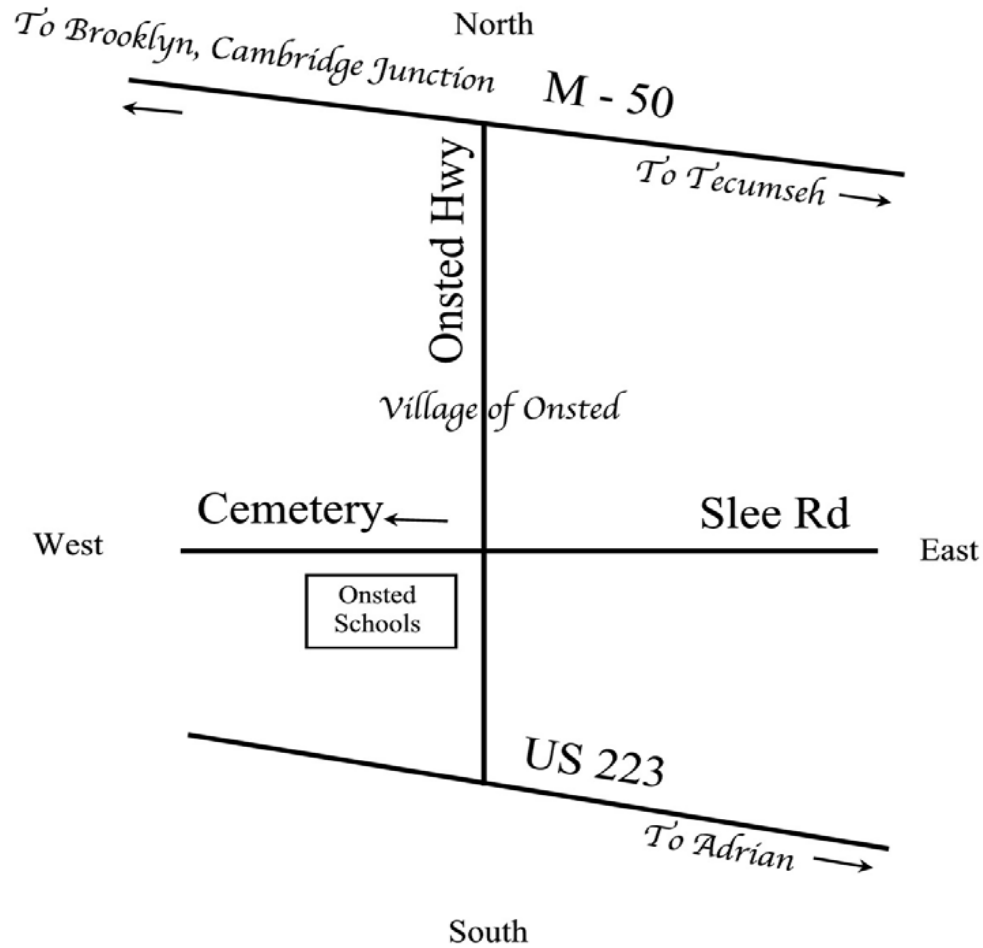 North
To Brooklyn, Cambridge Junction
M - 50
To Tecumseh
Onsted Hwy
Village of Onsted
Cemetery
Slee Rd
West
East
Onsted
Schools
US 223
To Adrian
South